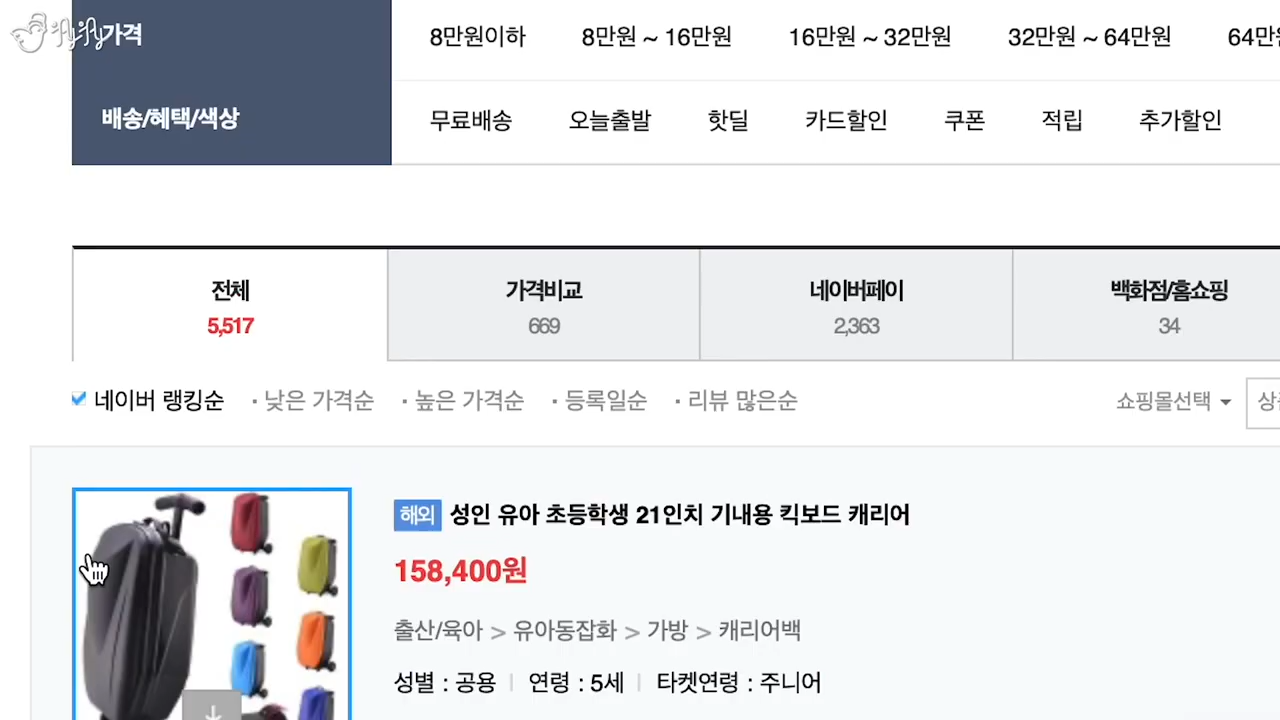 가격 8만원이하 8만원 ~ 16만원 16만원 ~ 32만원 32만원 ~ 64만원
배송/혜택/색상 무료배송 오늘출발 핫딜 카드할인 쿠폰 적립 추가할인
전체 가격비교 네이버페이 백화점/홈쇼핑
5,517 669 2,363 34
네이버 랭킹순 · 낮은 가격순 · 높은 가격순 · 등록일순 · 리뷰 많은순 쇼핑몰선택
해외 성인 유아 초등학생 21인치 기내용 킥보드 캐리어
158,400원
출산/육아 > 유아동잡화 > 가방 > 캐리어백
성별 : 공용 | 연령 : 5세 | 타켓연령 : 주니어